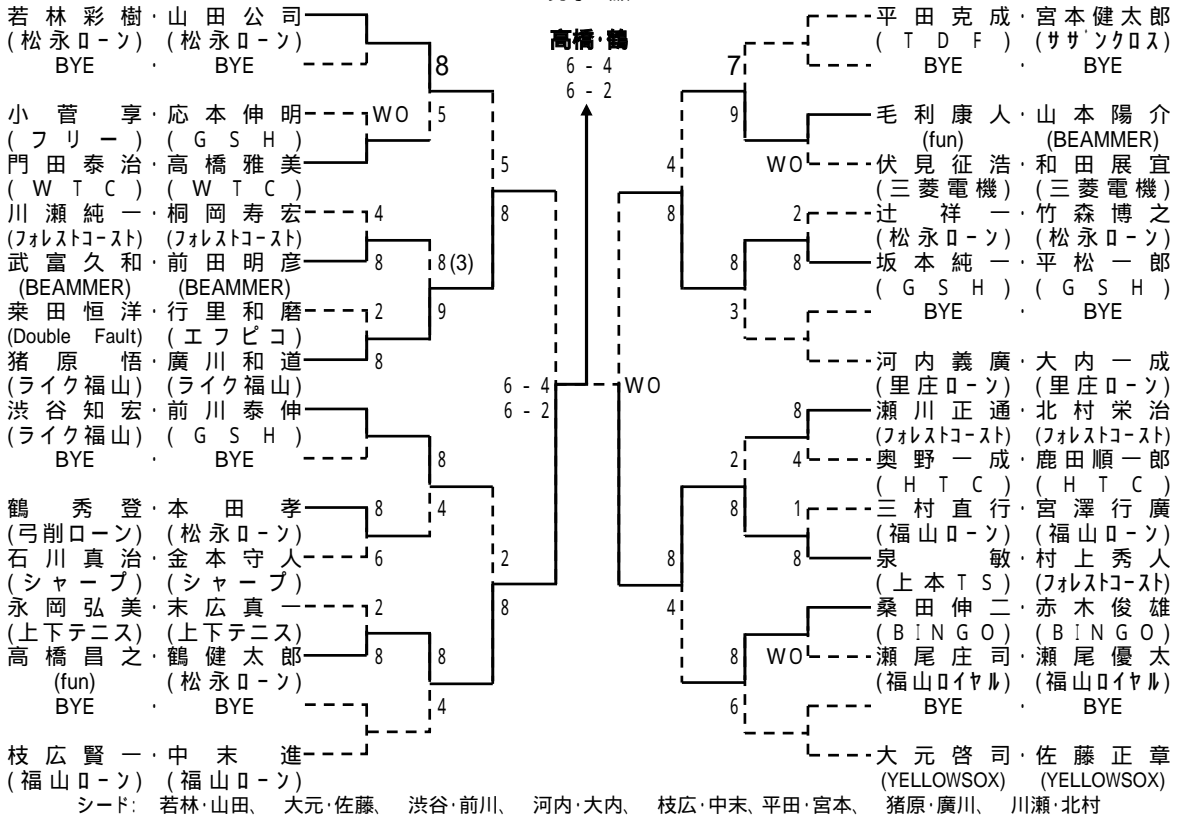 若林彩樹・山田公司
(松永ローン) (松永ローン)
BYE ・ BYE
8
小菅享・応本伸明 WO 5
(フリー) (GSH)
門田泰治・高橋雅美
(WTC) (WTC)
5
川瀬純一・桐岡寿宏 4
8
(フォレストコースト) (フォレストコースト)
武富久和・前田明彦 8 8(3)
(BEAMMER) (BEAMMER)
来田恒洋・行里和磨 2 9
(Double Fault) (エフピコ)
猪原悟・廣川和道 8
(ライク福山) (ライク福山)
渋谷知宏・前川泰伸
(ライク福山) (GSH)
BYE ・ BYE
8
鶴秀登・本田孝 8 4
(弓削ローン) (松永ローン)
石川真治・金本守人 6
(シャープ) (シャープ)
2
永岡弘美・末広真一 2
8
(上下テニス) (上下テニス)
高橋昌之・鶴健太郎 8 8
(fun) (松永ローン)
BYE ・ BYE
4
枝広賢一・中末進
(福山ローン) (福山ローン)
高橋・鶴
6-4
6-2
6-4
6-2
WO
平田克成・宮本健太郎
(TDF) (サザンクロス)
7
BYE ・ BYE
9
毛利康人・山本陽介
(fun) (BEAMMER)
WO
伏見征浩・和田展宜
(三菱電機) (三菱電機)
4
8
2 辻祥一・竹森博之
(松永ローン) (松永ローン)
8 8 坂本純一・平松一郎
(GSH) (GSH)
3
BYE ・ BYE
河内義廣・大内一成
(里庄ローン) (里庄ローン)
8 瀬川正通・北村栄治
(フォレストコースト) (フォレストコースト)
2 4 奥野一成・鹿田順一郎
(HTC) (HTC)
8 1 三村直行・宮澤行廣
(福山ローン) (福山ローン)
8 8 泉敏・村上秀人
(上本TS) (フォレストコースト)
4
桑田伸二・赤木俊雄
(BINGO) (BINGO)
8 WO 瀬尾庄司・瀬尾優太
(福山ロイヤル) (福山ロイヤル)
6
BYE ・ BYE
大元啓司・佐藤正章
(YELLOWSOX) (YELLOWSOX)
シード: 若林・山田、 大元・佐藤、 渋谷・前川、 河内・大内、 枝広・中末、平田・宮本、 猪原・廣川、 川瀬・北村